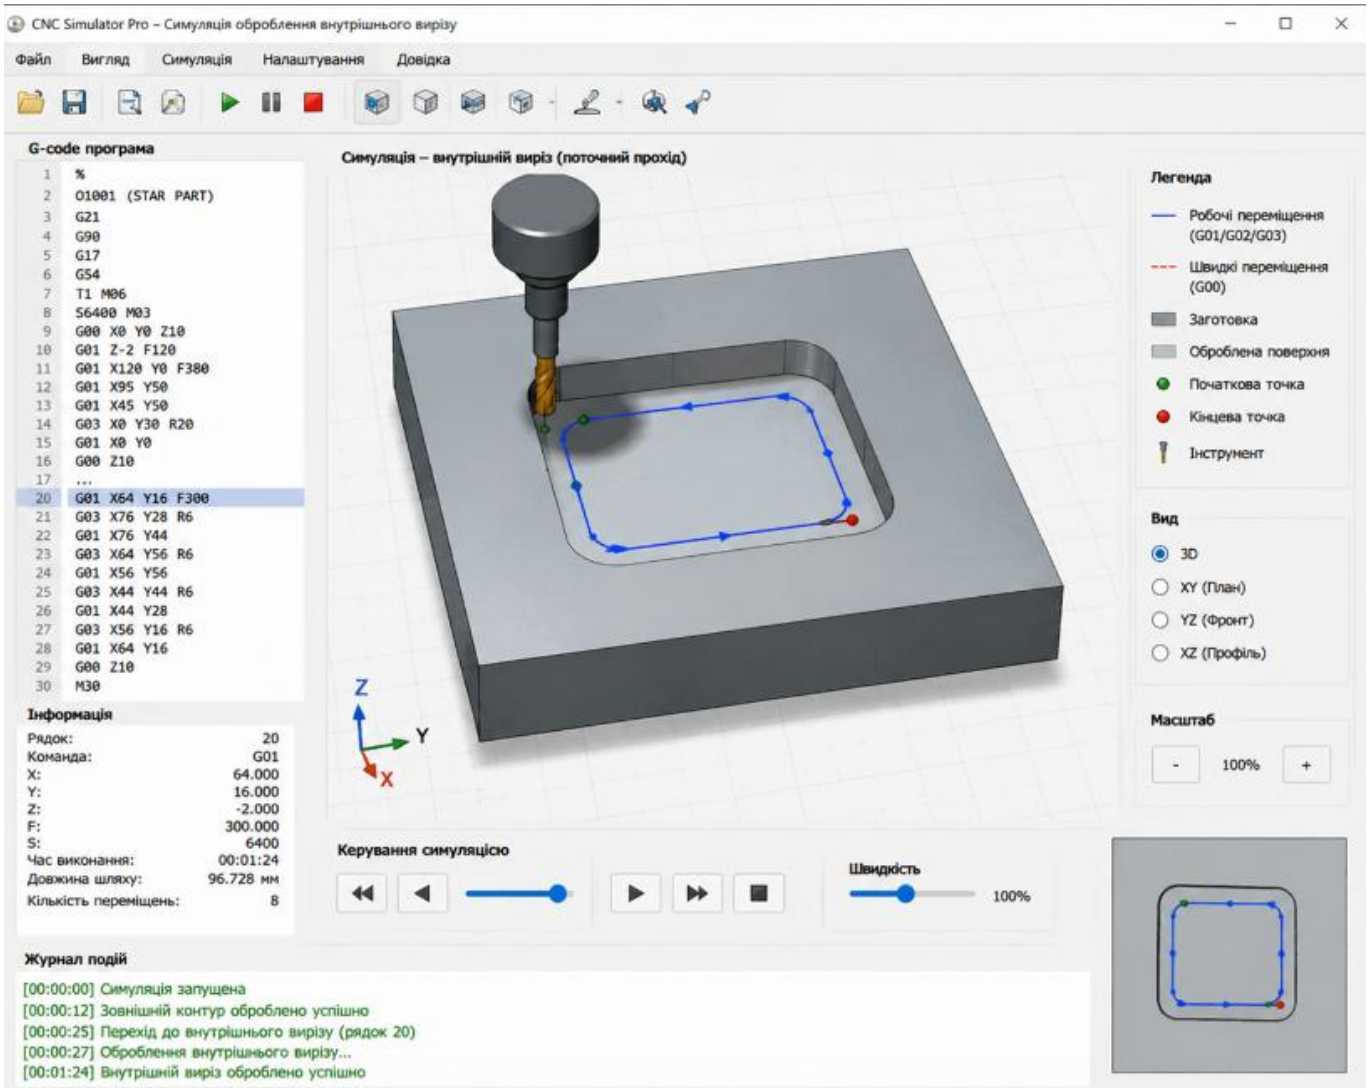 CNC Simulator Pro – Симуляція оброблення внутрішнього вирізу
Файл Вигляд Симуляція Налаштування Довідка
G-code програма
1 %
2 O1001 (STAR PART)
3 G21
4 G90
5 G17
6 G54
7 T1 M06
8 S6400 M03
9 G00 X0 Y0 Z10
10 G01 Z-2 F120
11 G01 X120 Y0 F380
12 G01 X95 Y50
13 G01 X45 Y50
14 G03 X0 Y30 R20
15 G01 X0 Y0
16 G00 Z10
17 ...
20 G01 X64 Y16 F300
21 G03 X76 Y28 R6
22 G01 X76 Y44
23 G03 X64 Y56 R6
24 G01 X56 Y56
25 G03 X44 Y44 R6
26 G01 X44 Y28
27 G03 X56 Y16 R6
28 G01 X64 Y16
29 G00 Z10
30 M30
Інформація
Рядок: 20
Команда: G01
X: 64.000
Y: 16.000
Z: -2.000
F: 300.000
S: 6400
Час виконання: 00:01:24
Довжина шляху: 96.728 мм
Кількість переміщень: 8
Симуляція – внутрішній виріз (поточний прохід)
Z
Y
X
Керування симуляцією
Швидкість
100%
Легенда
Робочі переміщення
(G01/G02/G03)
Швидкі переміщення
(G00)
Заготовка
Оброблена поверхня
Початкова точка
Кінцева точка
Інструмент
Вид
3D
XY (План)
YZ (Фронт)
XZ (Профіль)
Масштаб
- 100% +
Журнал подій
[00:00:00] Симуляція запущена
[00:00:12] Зовнішній контур оброблено успішно
[00:00:25] Перехід до внутрішнього вирізу (рядок 20)
[00:00:27] Оброблення внутрішнього вирізу...
[00:01:24] Внутрішній виріз оброблено успішно